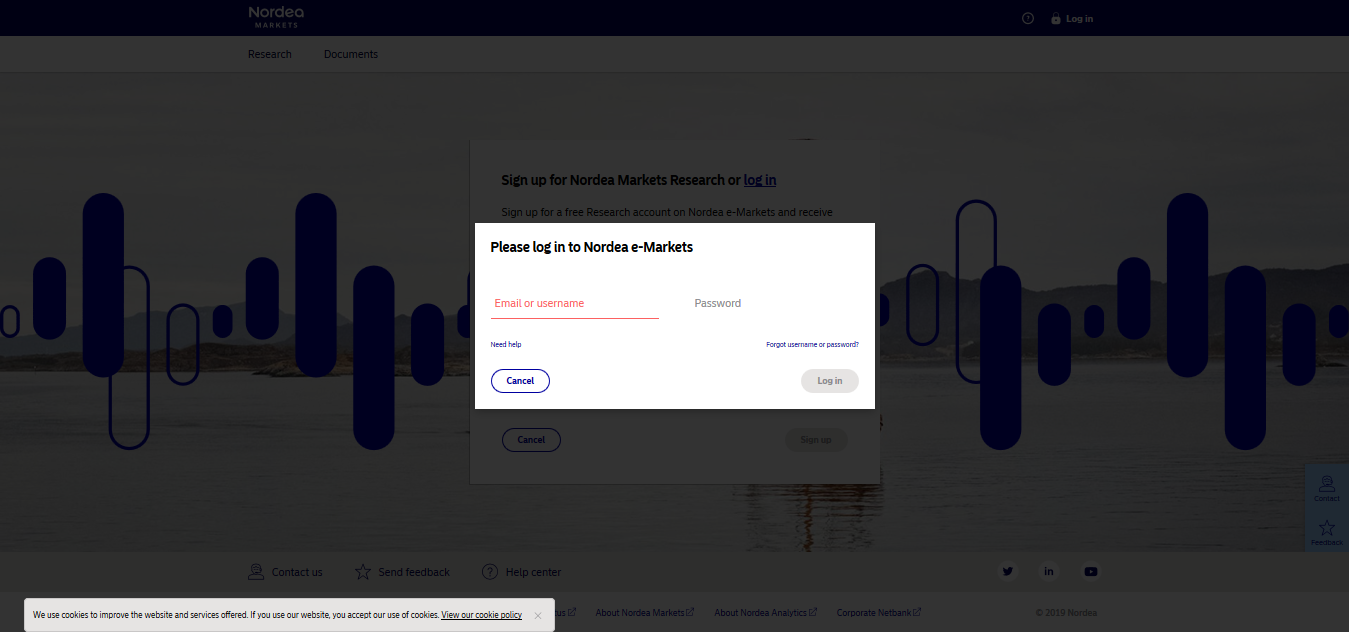 Nordea
MARKETS
Log in
Research
Documents
Sign up for Nordea Markets Research or log in
Sign up for a free Research account on Nordea e-Markets and receive
Please log in to Nordea e-Markets
Email or username
Password
Need help
Forgot username or password?
Cancel
Log in
Cancel
Sign up
Contact
Feedback
Contact us
Send feedback
Help center
in
We use cookies to improve the website and services offered. If you use our website, you accept our use of cookies. View our cookie policy
About Nordea Markets
About Nordea Analytics
Corporate Netbank
© 2019 Nordea